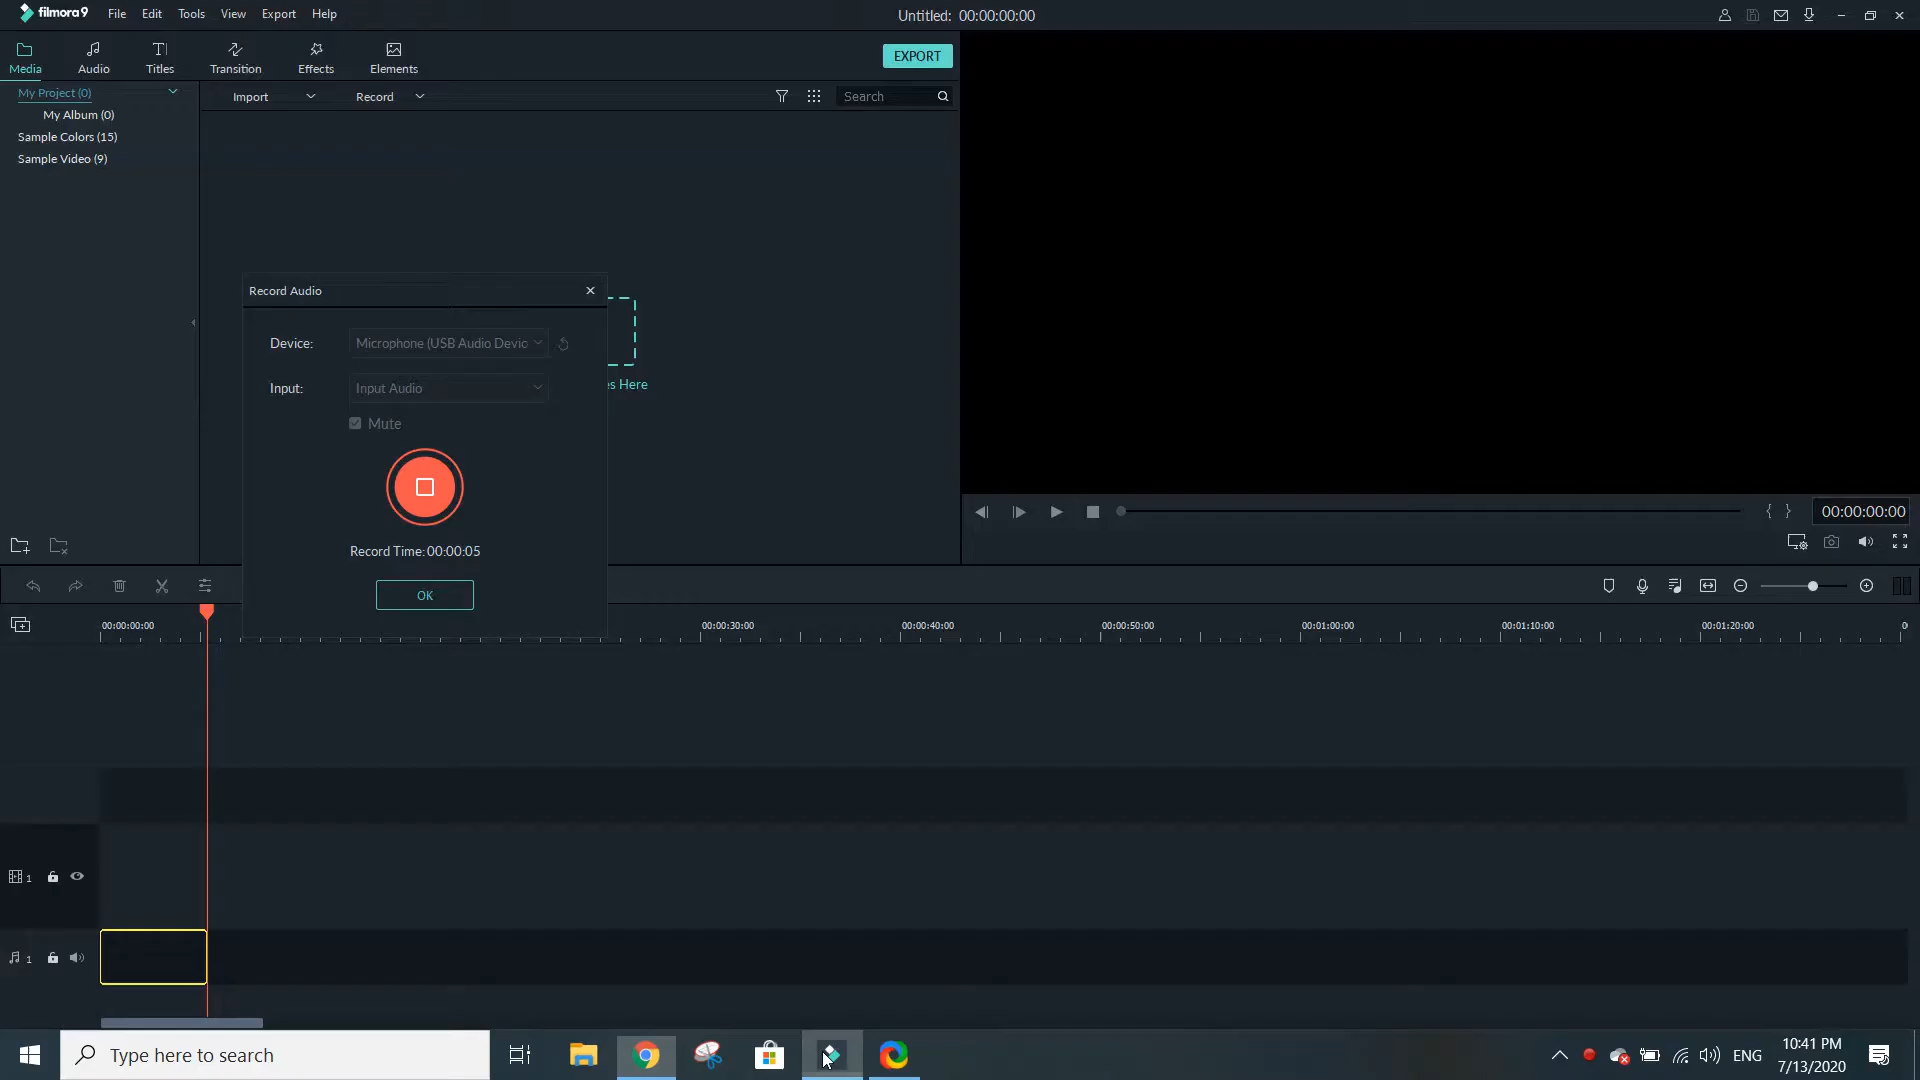 filmora9 File Edit Tools View Export Help Untitled: 00:00:00:00
Media Audio Titles Transition Effects Elements EXPORT
My Project (0) Import Record Search
My Album (0)
Sample Colors (15)
Sample Video (9)
Record Audio
Device: Microphone (USB Audio Devic
es Here
Input: Input Audio
Mute
Record Time:00:00:05
OK
00:00:00:00
00:00:00:00 00:00:30:00 00:00:40:00 00:00:50:00 00:01:00:00 00:01:10:00 00:01:20:00 0
1
1
Type here to search
ENG
10:41 PM
7/13/2020